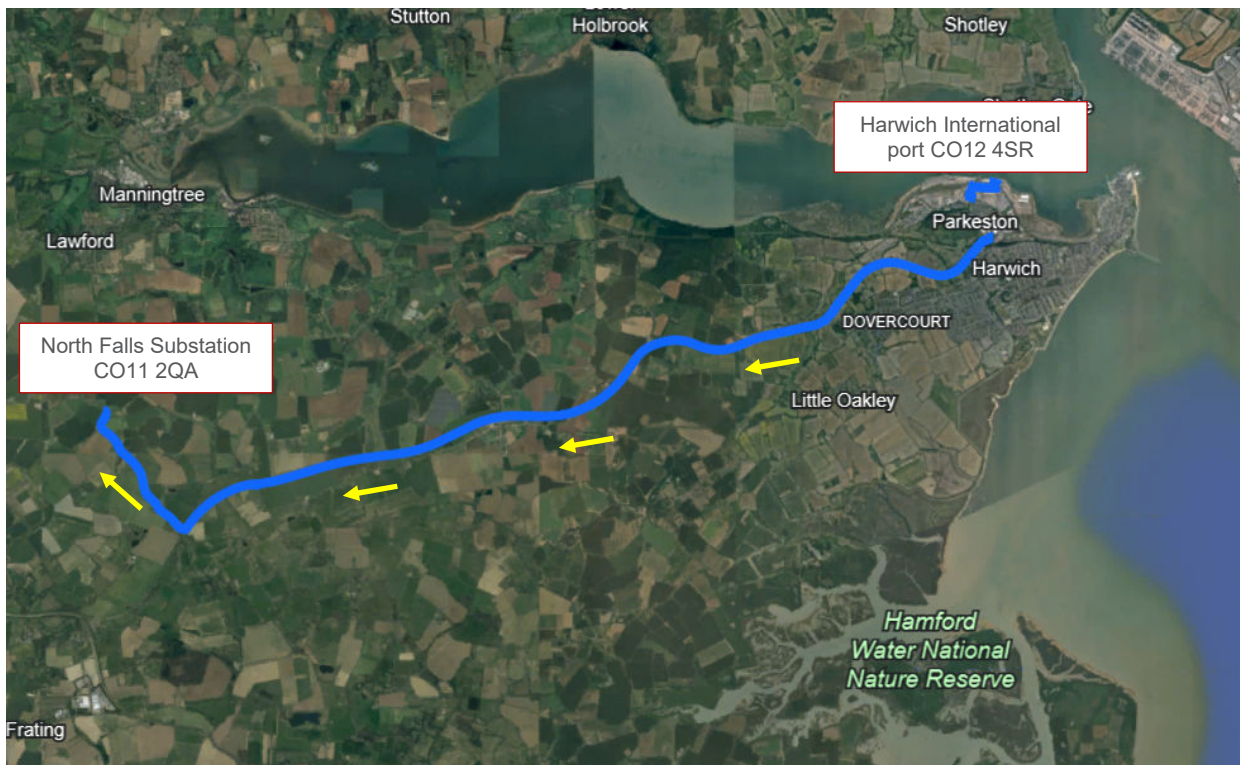 Stutton
Holbrook
Shotley
Harwich International
port CO12 4SR
Manningtree
Lawford
Parkeston
Harwich
DOVERCOURT
North Falls Substation
CO11 2QA
Little Oakley
Hamford
Water National
Nature Reserve
Frating